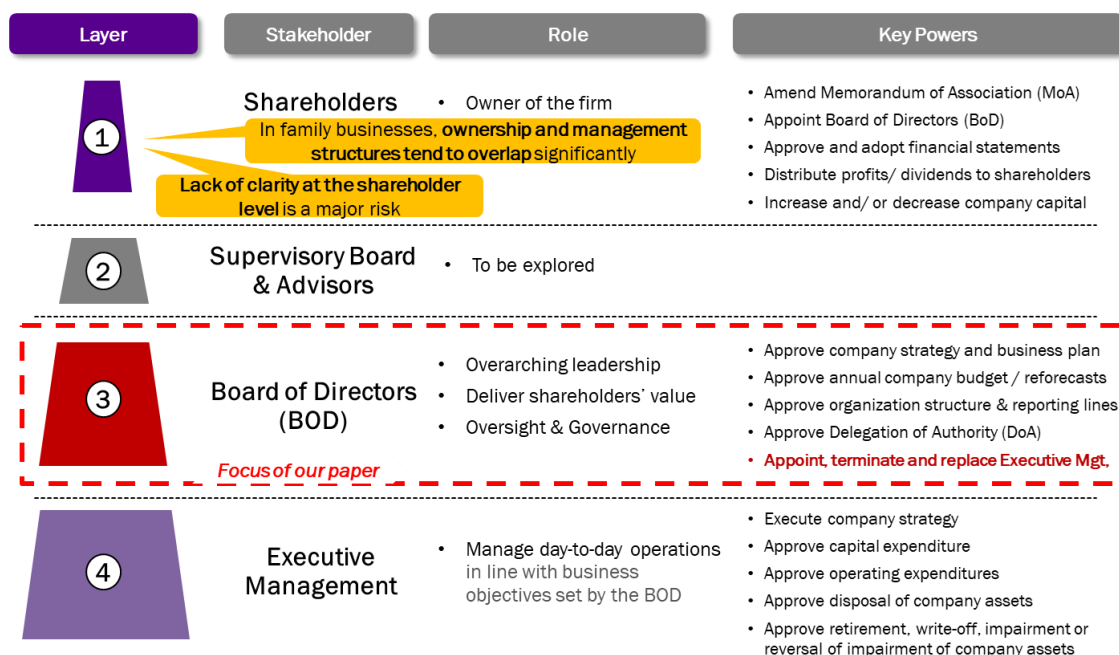 Layer
Stakeholder
Role
Key Powers
1
Shareholders
• Owner of the firm
In family businesses, ownership and management
structures tend to overlap significantly
Lack of clarity at the shareholder
level is a major risk
• Amend Memorandum of Association (MoA)
• Appoint Board of Directors (BoD)
• Approve and adopt financial statements
• Distribute profits/ dividends to shareholders
• Increase and/ or decrease company capital
2
Supervisory Board
& Advisors
• To be explored
3
Board of Directors
(BOD)
Focus of our paper
• Overarching leadership
• Deliver shareholders' value
• Oversight & Governance
• Approve company strategy and business plan
• Approve annual company budget / reforecasts
• Approve organization structure & reporting lines
• Approve Delegation of Authority (DoA)
• Appoint, terminate and replace Executive Mgt,
4
Executive
Management
• Manage day-to-day operations
in line with business
objectives set by the BOD
• Execute company strategy
• Approve capital expenditure
• Approve operating expenditures
• Approve disposal of company assets
• Approve retirement, write-off, impairment or
reversal of impairment of company assets